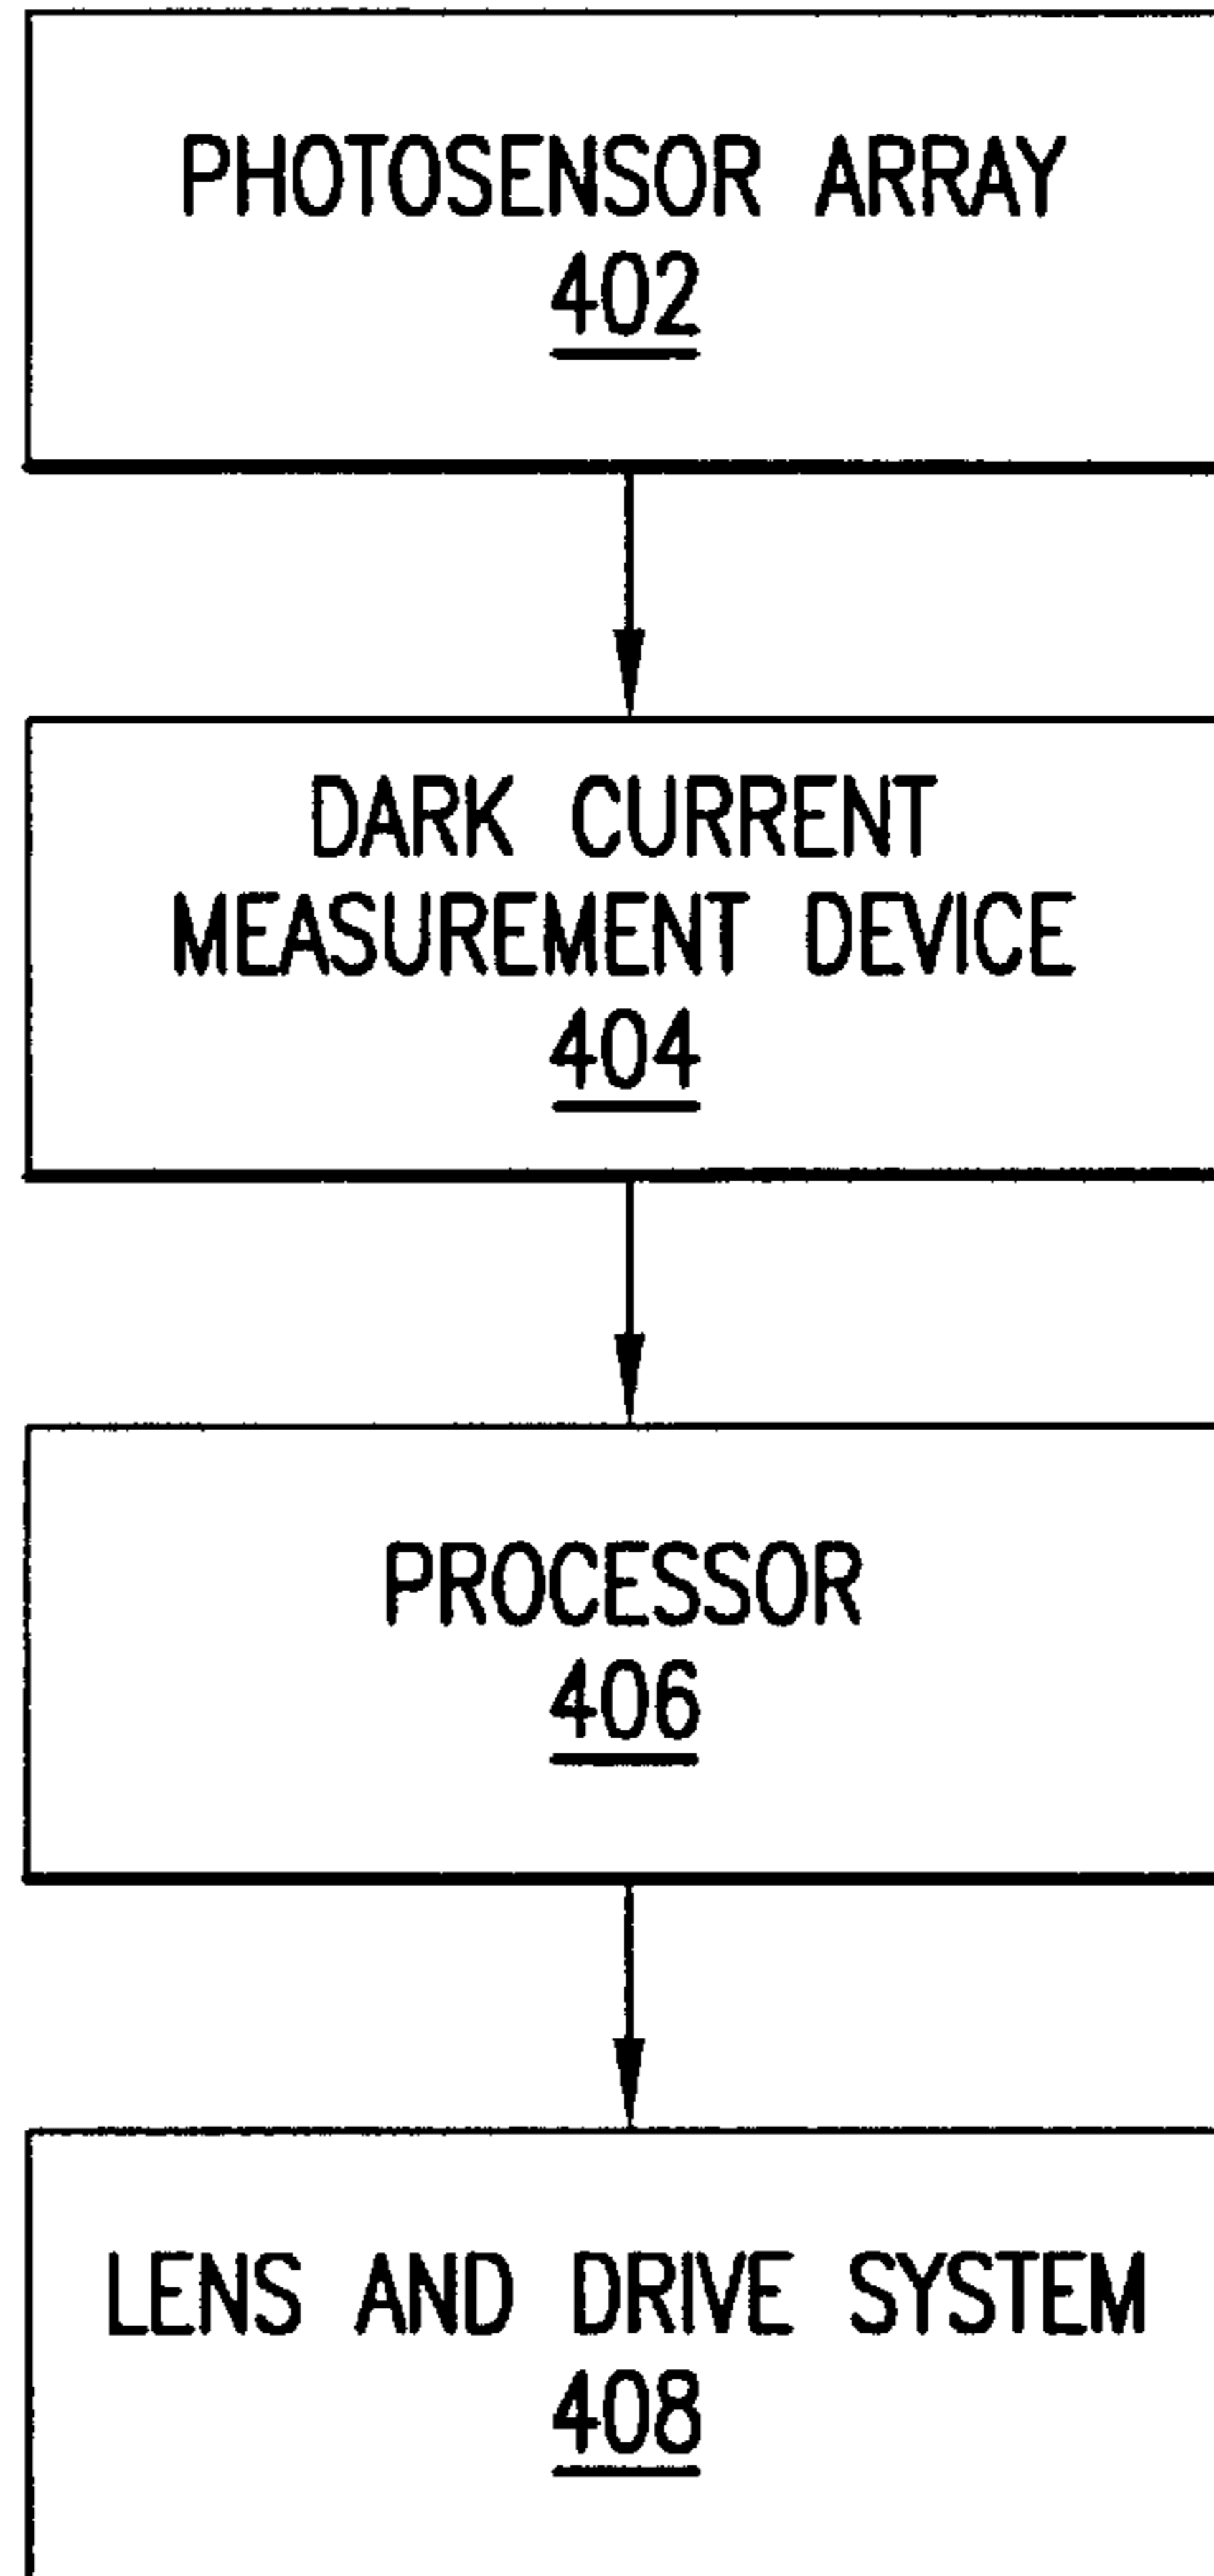 PHOTOSENSOR ARRAY
402
DARK CURRENT
MEASUREMENT DEVICE
404
PROCESSOR
406
LENS AND DRIVE SYSTEM
408